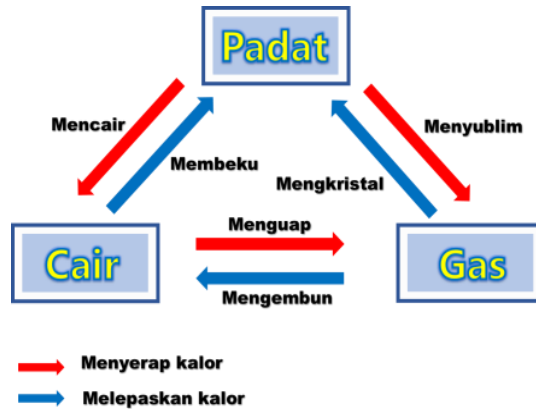 Padat
Mencair
Menyublim
Membeku
Mengkristal
Menguap
Cair
Gas
Mengembun
Menyerap kalor
Melepaskan kalor